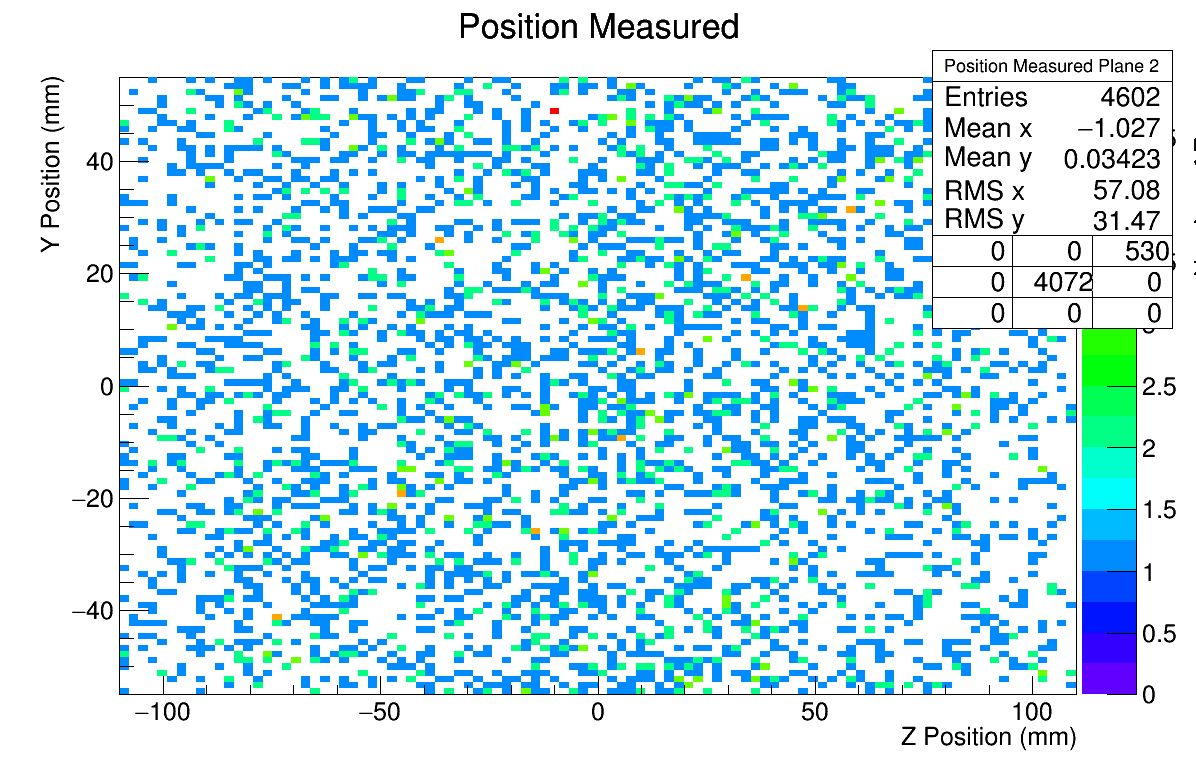 Position Measured
Position Measured Plane 2
Entries 4602
Mean x −1.027
Mean y 0.03423
RMS x 57.08
RMS y 31.47
0 0 530
0 4072 0
0 0 0
Y Position (mm)
40
20
0
−20
−40
2.5
2
1.5
1
0.5
0
−100 −50 0 50 100
Z Position (mm)